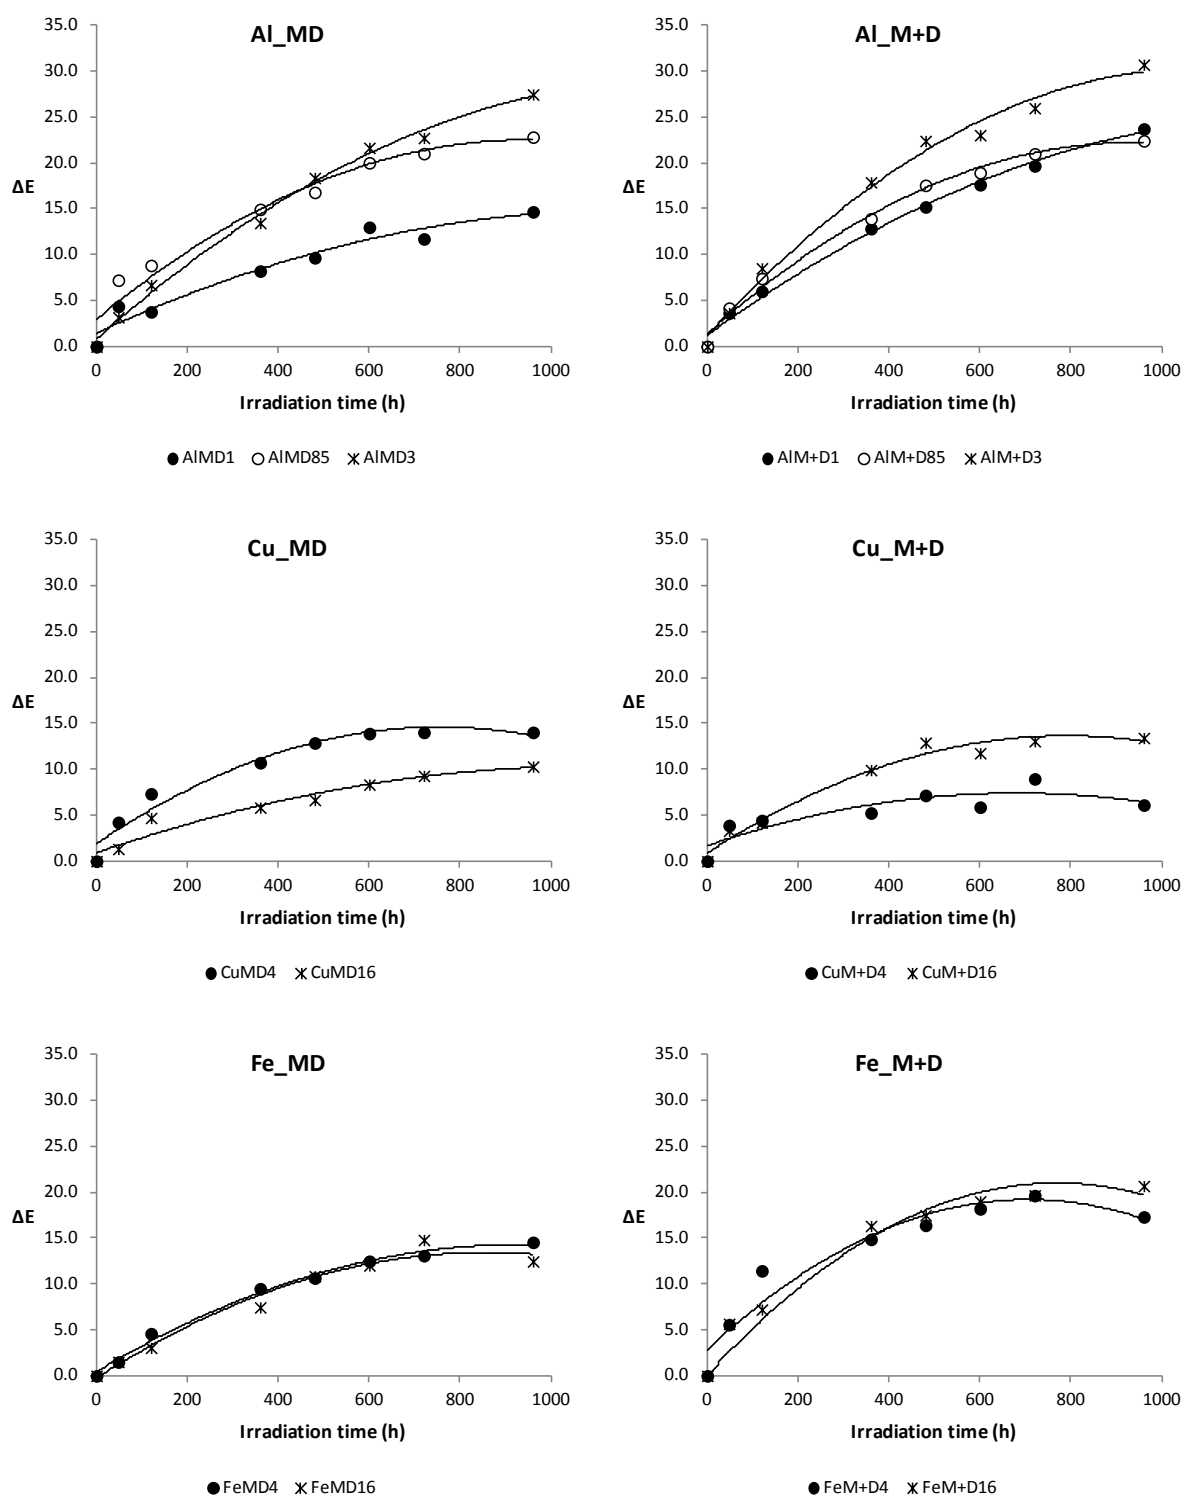 Al_MD
35.0
30.0
25.0
20.0
15.0
10.0
5.0
0.0
ΔE
0 200 400 600 800 1000
Irradiation time (h)
AlMD1 AlMD85 AlMD3
Al_M+D
35.0
30.0
25.0
20.0
15.0
10.0
5.0
0.0
ΔE
0 200 400 600 800 1000
Irradiation time (h)
AlM+D1 AlM+D85 AlM+D3
Cu_MD
35.0
30.0
25.0
20.0
15.0
10.0
5.0
0.0
ΔE
0 200 400 600 800 1000
Irradiation time (h)
CuMD4 CuMD16
Cu_M+D
35.0
30.0
25.0
20.0
15.0
10.0
5.0
0.0
ΔE
0 200 400 600 800 1000
Irradiation time (h)
CuM+D4 CuM+D16
Fe_MD
35.0
30.0
25.0
20.0
15.0
10.0
5.0
0.0
ΔE
0 200 400 600 800 1000
Irradiation time (h)
FeMD4 FeMD16
Fe_M+D
35.0
30.0
25.0
20.0
15.0
10.0
5.0
0.0
ΔE
0 200 400 600 800 1000
Irradiation time (h)
FeM+D4 FeM+D16